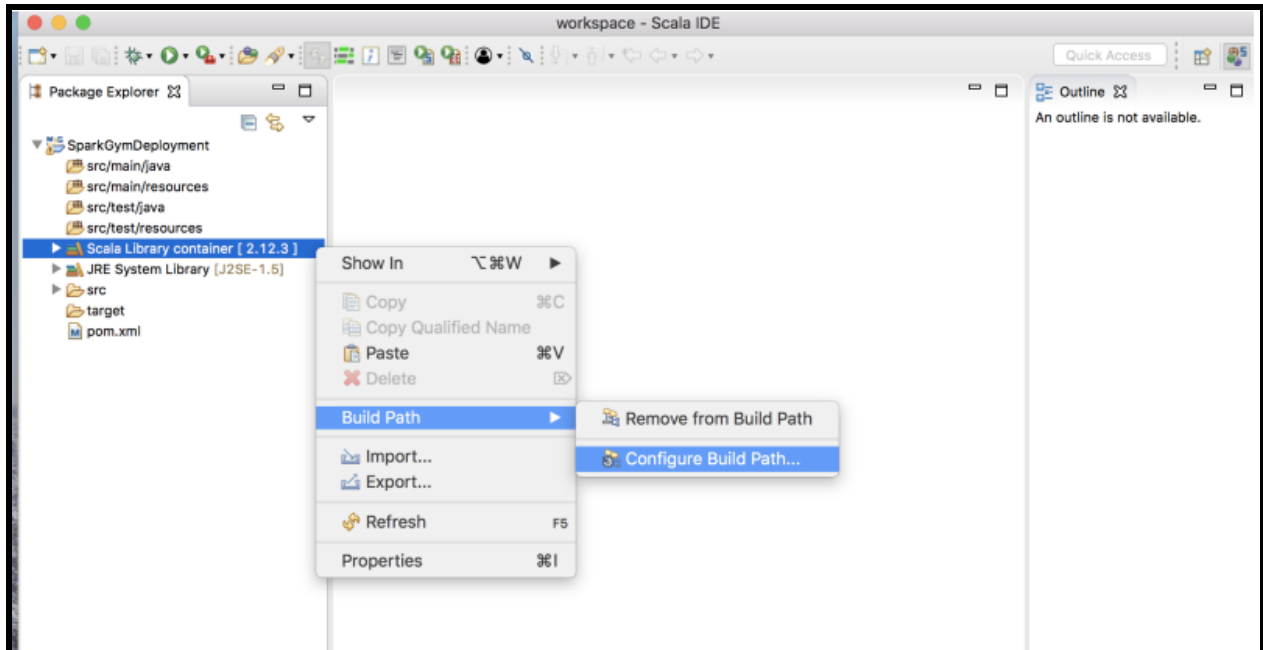 workspace - Scala IDE
Quick Access
Package Explorer
Outline
An outline is not available.
SparkGymDeployment
src/main/java
src/main/resources
src/test/java
src/test/resources
Scala Library container [ 2.12.3 ]
JRE System Library [J2SE-1.5]
src
target
pom.xml
Show In ⌥⌘W
Copy ⌘C
Copy Qualified Name
Paste ⌘V
Delete ⌦
Build Path
Import...
Export...
Refresh F5
Properties ⌘I
Remove from Build Path
Configure Build Path...